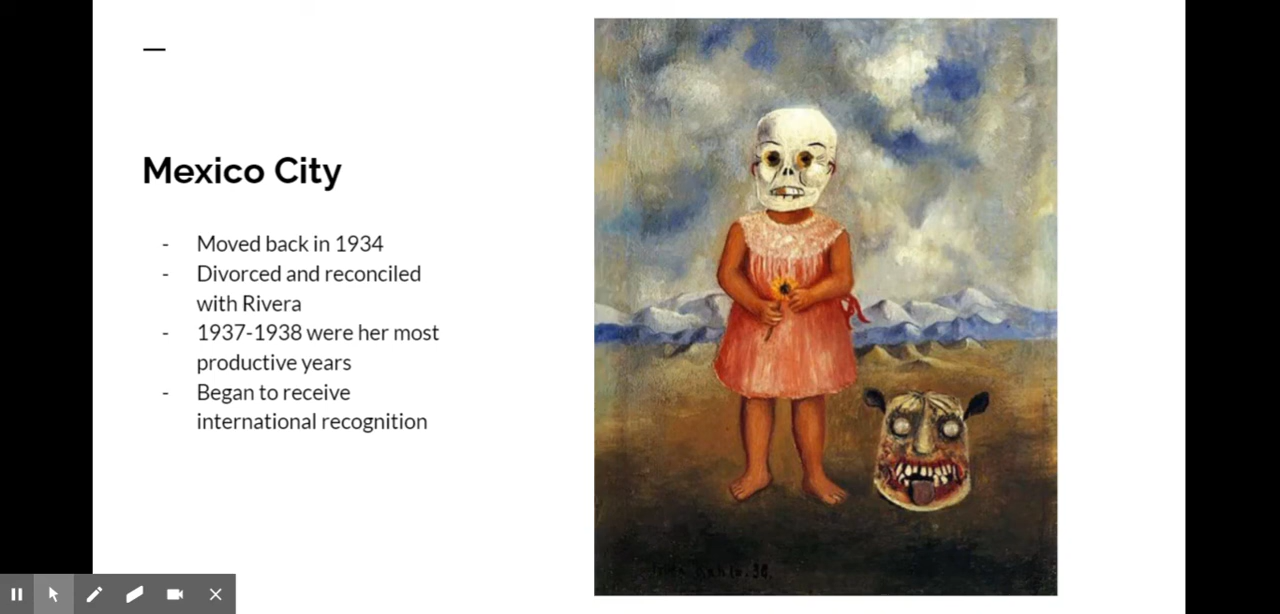 Mexico City
- Moved back in 1934
- Divorced and reconciled
with Rivera
- 1937-1938 were her most
productive years
- Began to receive
international recognition